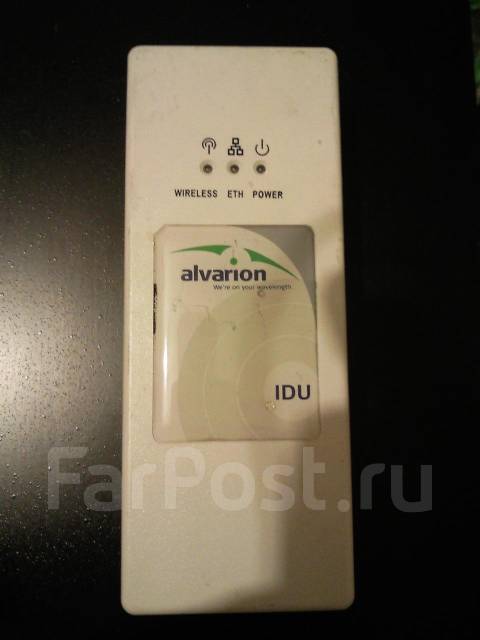 WIRELESS ETH POWER
alvarion
We're on your wavelength.
IDU
FarPost.ru